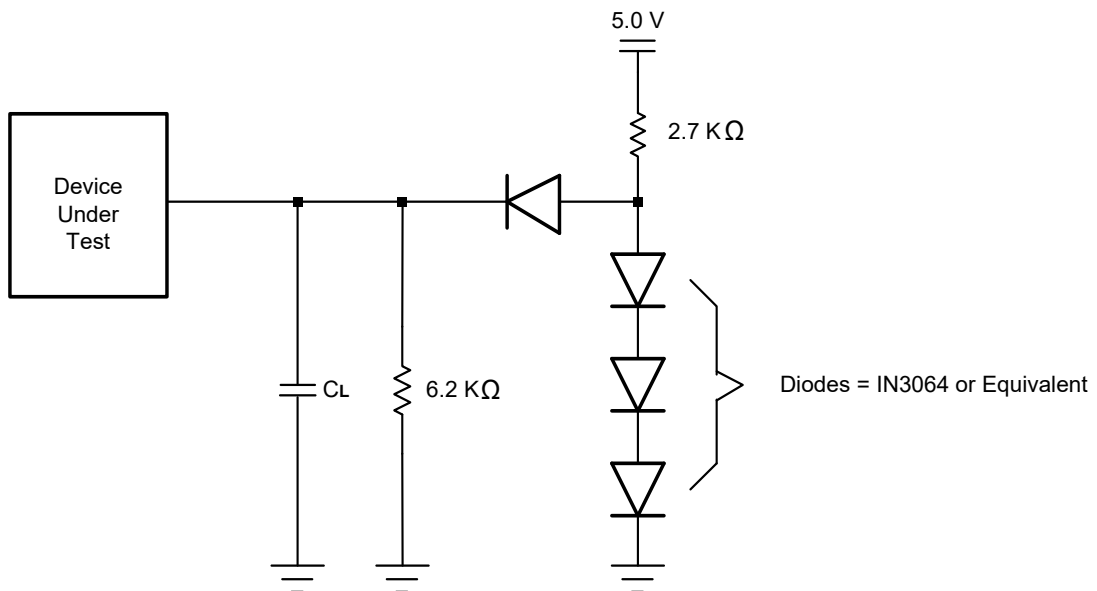 5.0 V
2.7 KΩ
Device
Under
Test
CL
6.2 KΩ
Diodes = IN3064 or Equivalent